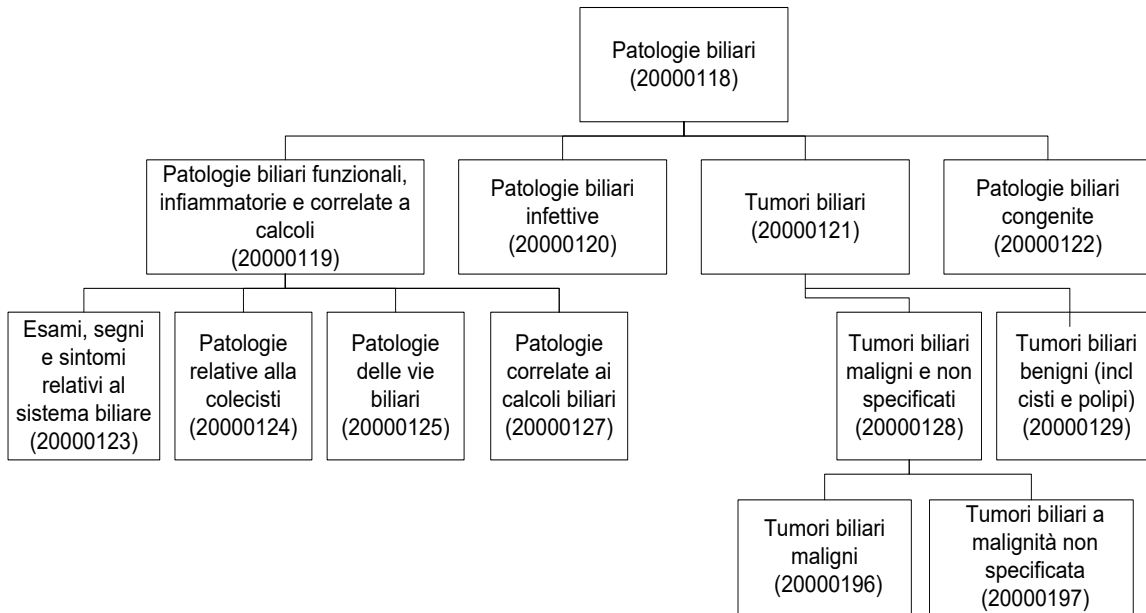 Patologie biliari
(20000118)
Patologie biliari funzionali,
infiammatorie e correlate a
calcoli
(20000119)
Patologie biliari
infettive
(20000120)
Tumori biliari
(20000121)
Patologie biliari
congenite
(20000122)
Esami, segni
e sintomi
relativi al
sistema biliare
(20000123)
Patologie
relative alla
colecisti
(20000124)
Patologie
delle vie
biliari
(20000125)
Patologie
correlate ai
calcoli biliari
(20000127)
Tumori biliari
maligni e non
specificati
(20000128)
Tumori biliari
benigni (incl
cisti e polipi)
(20000129)
Tumori biliari
maligni
(20000196)
Tumori biliari a
malignità non
specificata
(20000197)